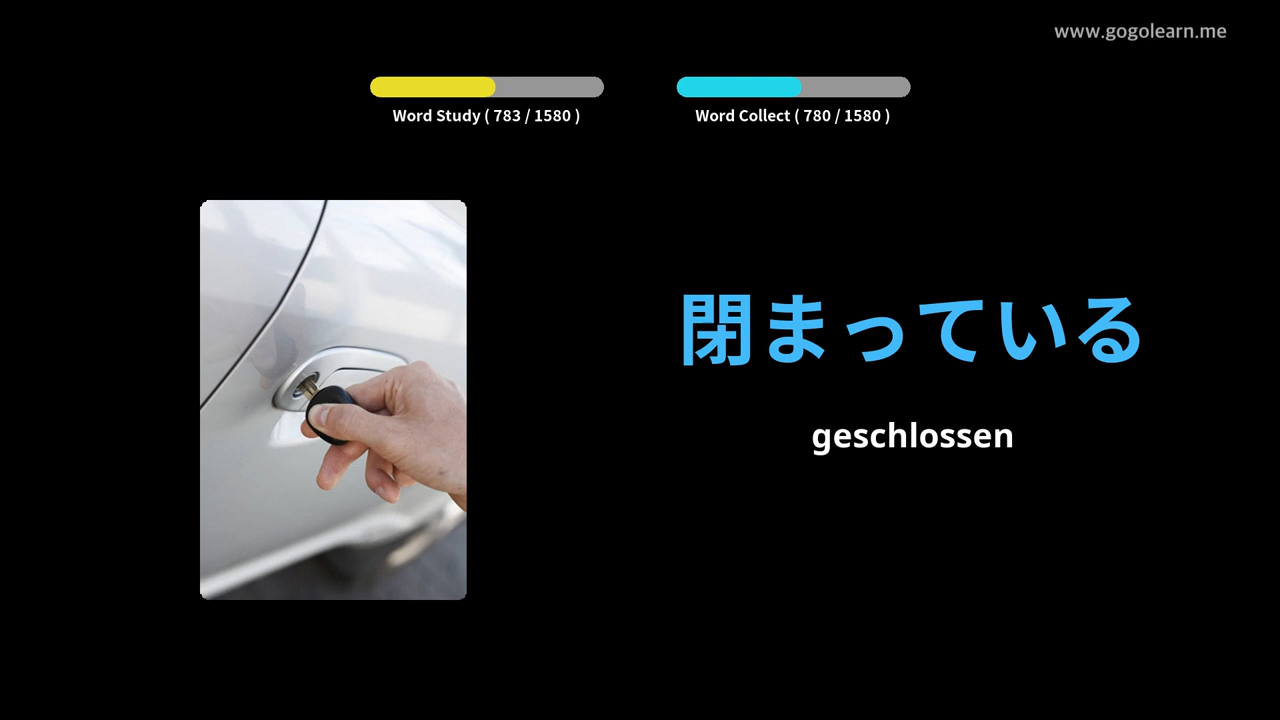 www.gogolearn.me
Word Study ( 783 / 1580 )
Word Collect ( 780 / 1580 )
閉まっている
geschlossen